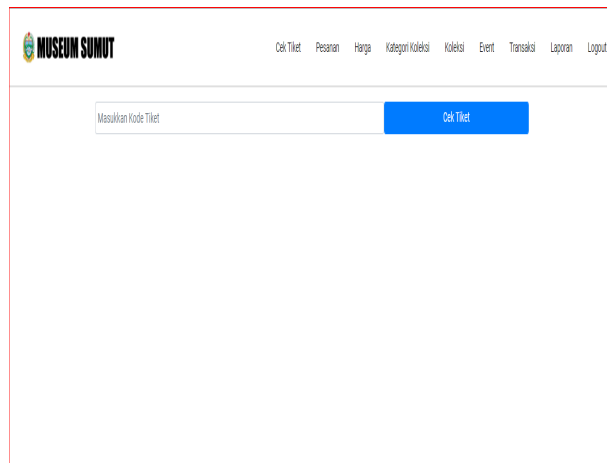 MUSEUM SUMUT
Cek Tiket Pesanan Harga Kategori Koleksi Koleksi Event Transaksi Laporan Logout
Masukkan Kode Tiket Cek Tiket